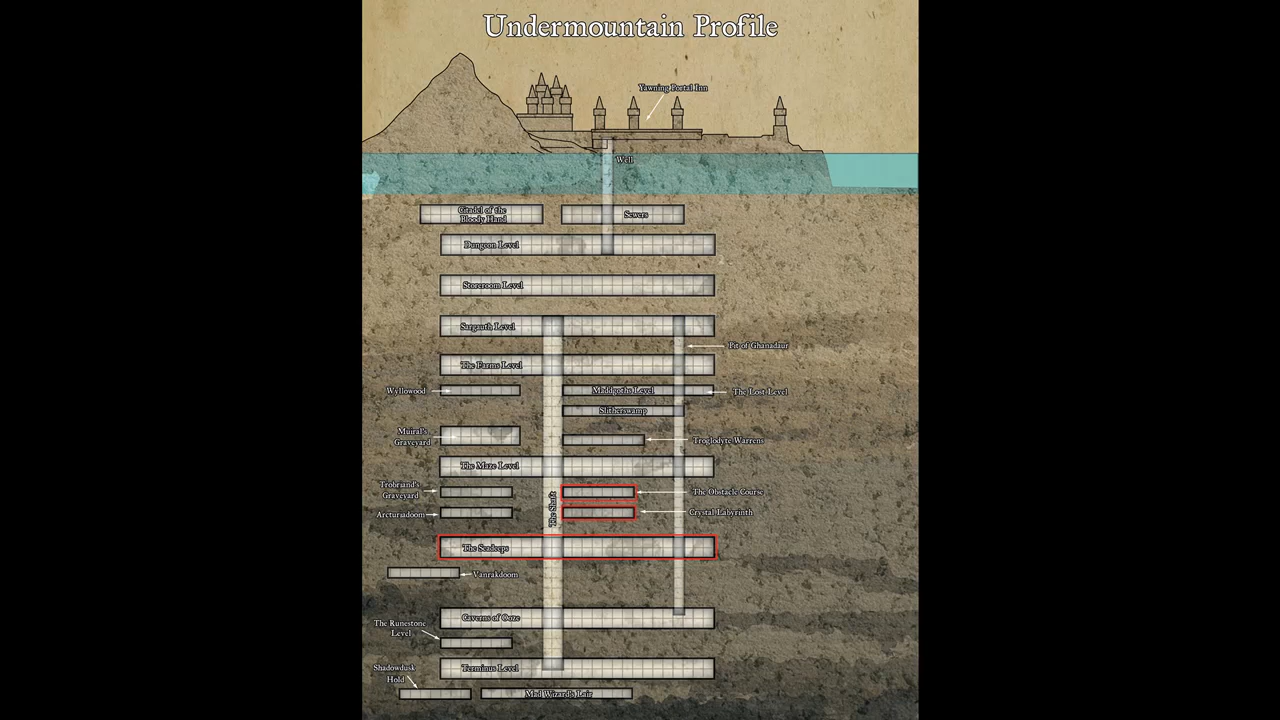 Undermountain Profile
Yawning Portal Inn
Well
Citadel of the
Bloody Hand
Sewers
Dungeon Level
Storeroom Level
Sargauth Level
Pit of Ghanadaur
The Farms Level
Wyllowood
Maddgoths Level
The Lost Level
Slitherswamp
Muiral's
Graveyard
Troglodyte Warrens
The Maze Level
Trobriand's
Graveyard
The Obstacle Course
The Shaft
Arcturiadoom
Crystal Labyrinth
The Seadeeps
Vanrakdoom
Caverns of Ooze
The Runestone
Level
Terminus Level
Shadowdusk
Hold
Mad Wizard's Lair